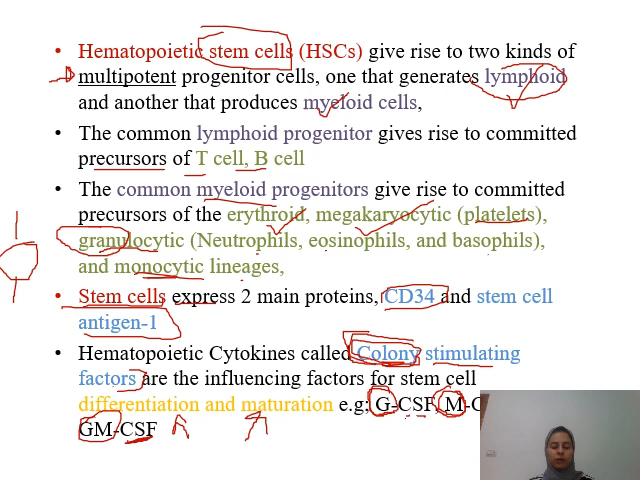 • Hematopoietic stem cells (HSCs) give rise to two kinds of
multipotent progenitor cells, one that generates lymphoid
and another that produces myeloid cells,
• The common lymphoid progenitor gives rise to committed
precursors of T cell, B cell
• The common myeloid progenitors give rise to committed
precursors of the erythroid, megakaryocytic (platelets),
granulocytic (Neutrophils, eosinophils, and basophils),
and monocytic lineages,
• Stem cells express 2 main proteins, CD34 and stem cell
antigen-1
• Hematopoietic Cytokines called Colony stimulating
factors are the influencing factors for stem cell
differentiation and maturation e.g; G-CSF, M-
GM-CSF